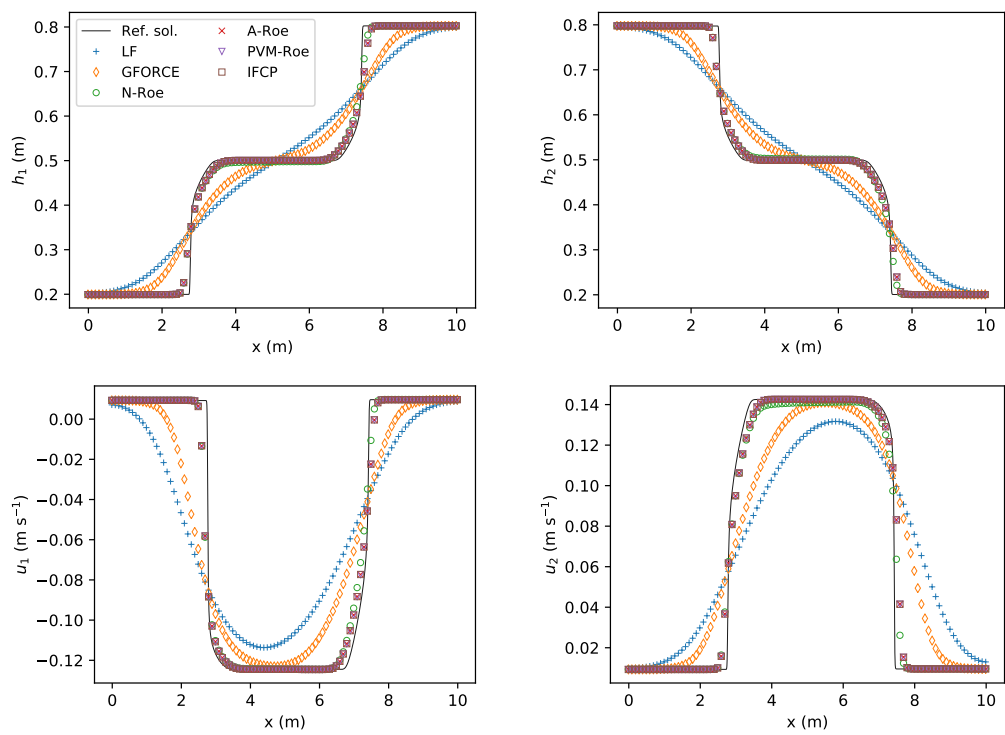 Ref. sol.
LF
GFORCE
N-Roe
A-Roe
PVM-Roe
IFCP
h₁ (m)
0.8
0.7
0.6
0.5
0.4
0.3
0.2
0 2 4 6 8 10
x (m)
h₂ (m)
0.8
0.7
0.6
0.5
0.4
0.3
0.2
0 2 4 6 8 10
x (m)
u₁ (m s⁻¹)
0.00
−0.02
−0.04
−0.06
−0.08
−0.10
−0.12
0 2 4 6 8 10
x (m)
u₂ (m s⁻¹)
0.14
0.12
0.10
0.08
0.06
0.04
0.02
0 2 4 6 8 10
x (m)